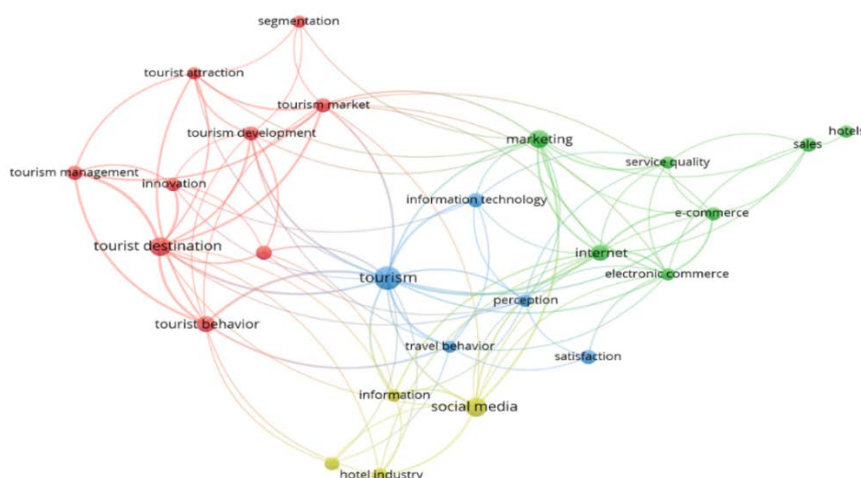 segmentation
tourist attraction
tourism market
tourism development
marketing
hotels
sales
service quality
tourism management
innovation
information technology
e-commerce
tourist destination
internet
electronic commerce
tourism
perception
tourist behavior
travel behavior
satisfaction
information
social media
hotel industry